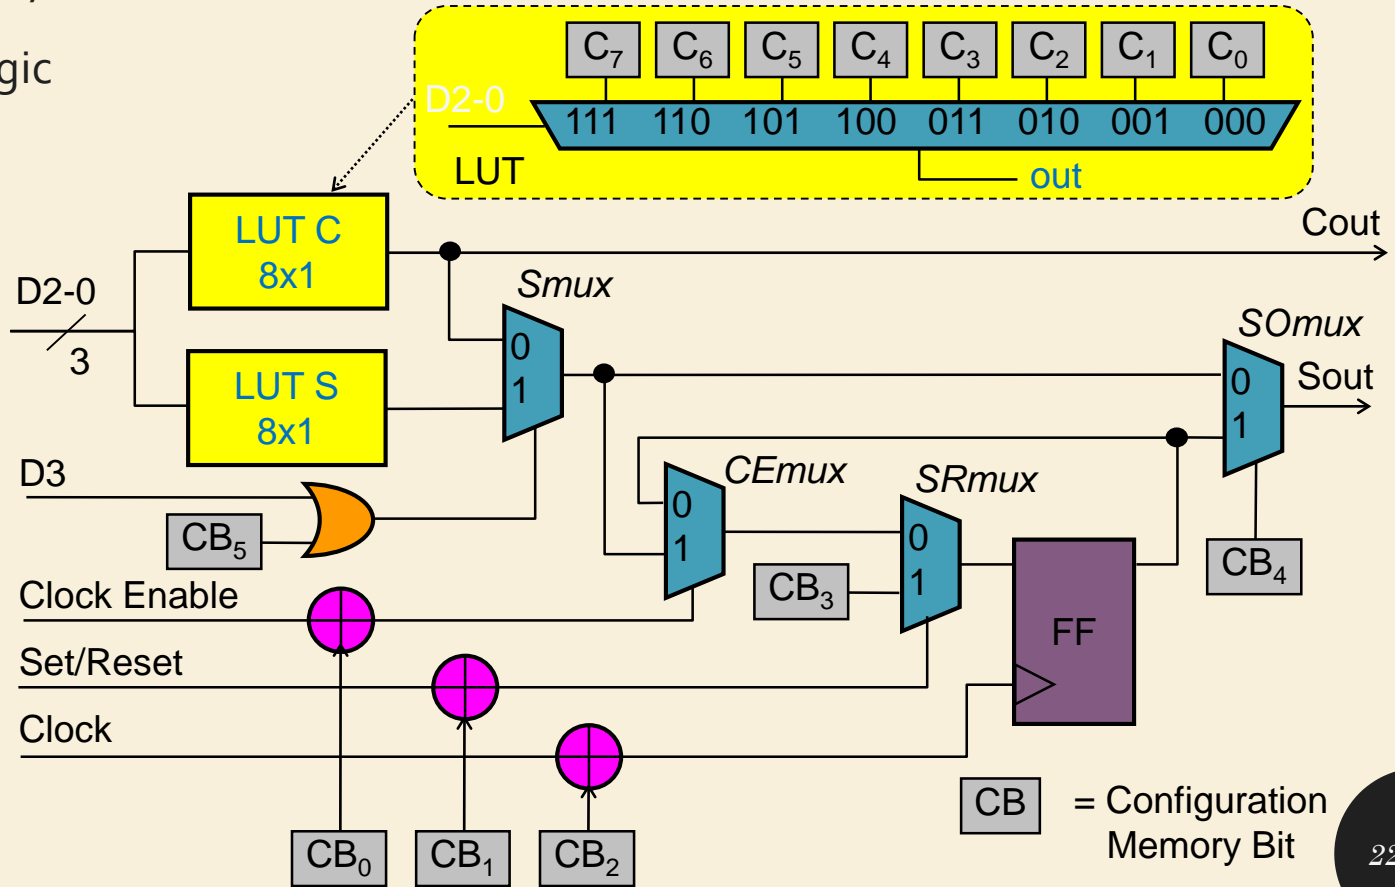 gic
C7 C6 C5 C4 C3 C2 C1 C0
D2-0
111 110 101 100 011 010 001 000
LUT
out
LUT C
8x1
Cout
D2-0
3
Smux
0
1
SOmux
0
1
Sout
LUT S
8x1
D3
CB5
CEmux
0
1
SRmux
0
1
CB3
CB4
FF
Clock Enable
Set/Reset
Clock
CB0 CB1 CB2
CB = Configuration
Memory Bit
22